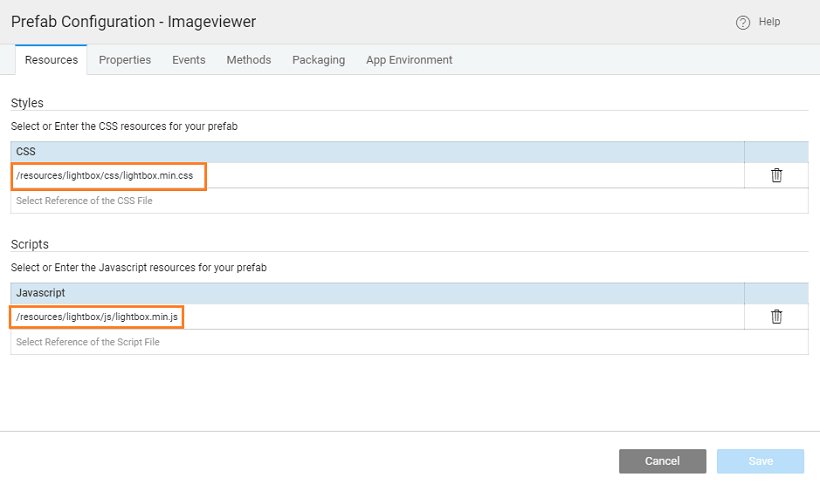 Prefab Configuration - Imageviewer
Help
Resources Properties Events Methods Packaging App Environment
Styles
Select or Enter the CSS resources for your prefab
CSS
/resources/lightbox/css/lightbox.min.css
Select Reference of the CSS File
Scripts
Select or Enter the Javascript resources for your prefab
Javascript
/resources/lightbox/js/lightbox.min.js
Select Reference of the Script File
Cancel Save